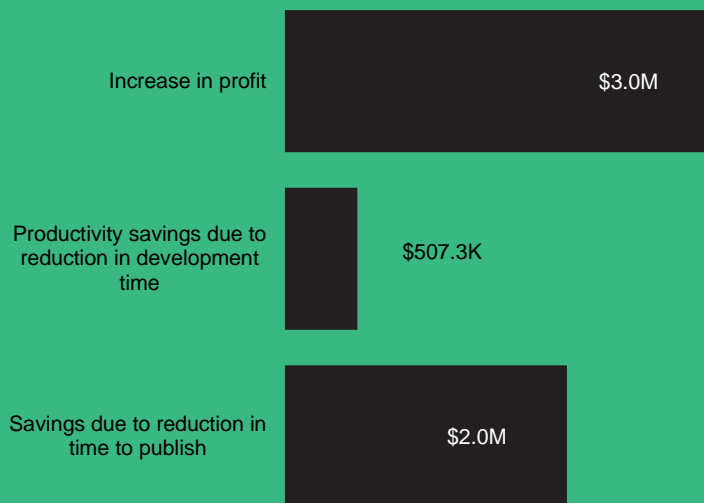 Increase in profit
$3.0M
Productivity savings due to
reduction in development
time
$507.3K
Savings due to reduction in
time to publish
$2.0M